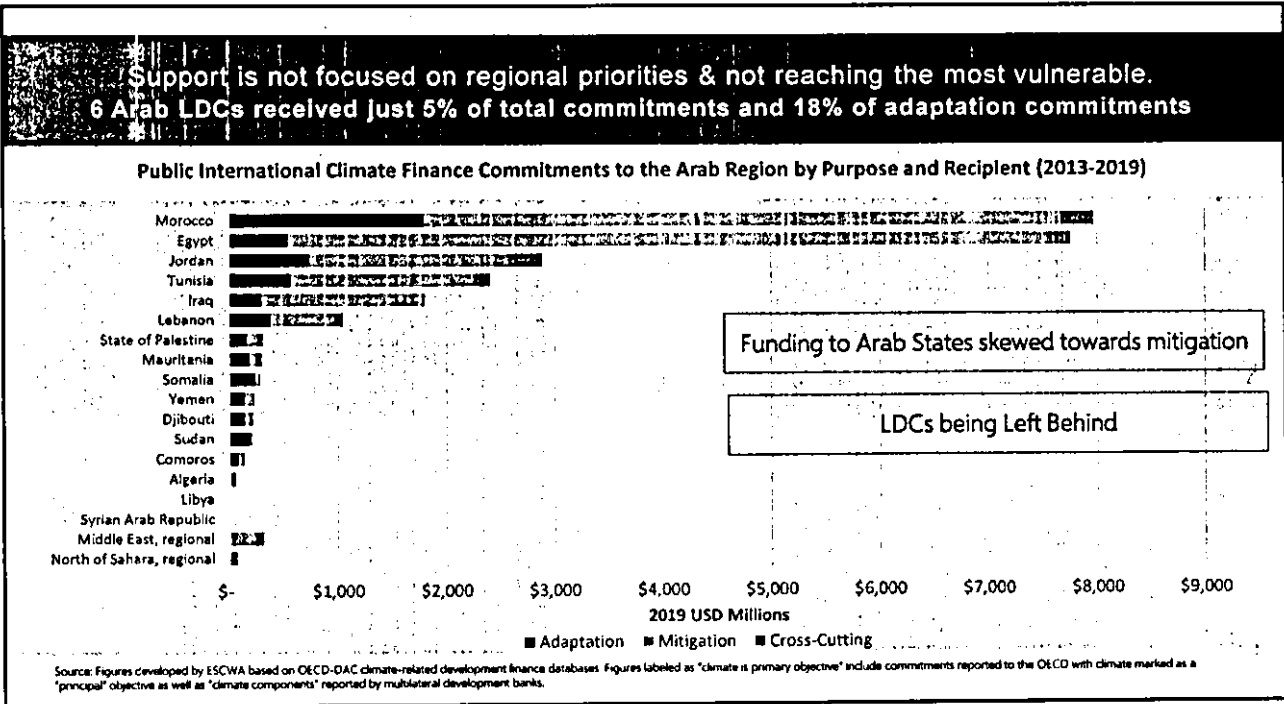 Support is not focused on regional priorities & not reaching the most vulnerable.
6 Arab LDCs received just 5% of total commitments and 18% of adaptation commitments
Public International Climate Finance Commitments to the Arab Region by Purpose and Recipient (2013-2019)
Morocco
Egypt
Jordan
Tunisia
Iraq
Lebanon
State of Palestine
Mauritania
Somalia
Yemen
Djibouti
Sudan
Comoros
Algeria
Libya
Syrian Arab Republic
Middle East, regional
North of Sahara, regional
Funding to Arab States skewed towards mitigation
LDCs being Left Behind
$- $1,000 $2,000 $3,000 $4,000 $5,000 $6,000 $7,000 $8,000 $9,000
2019 USD Millions
Adaptation Mitigation Cross-Cutting
Source: Figures developed by ESCWA based on OECD-DAC climate-related development finance databases. Figures labeled as "climate is primary objective" include commitments reported to the OECD with climate marked as a
"principal" objective as well as "climate components" reported by multilateral development banks.